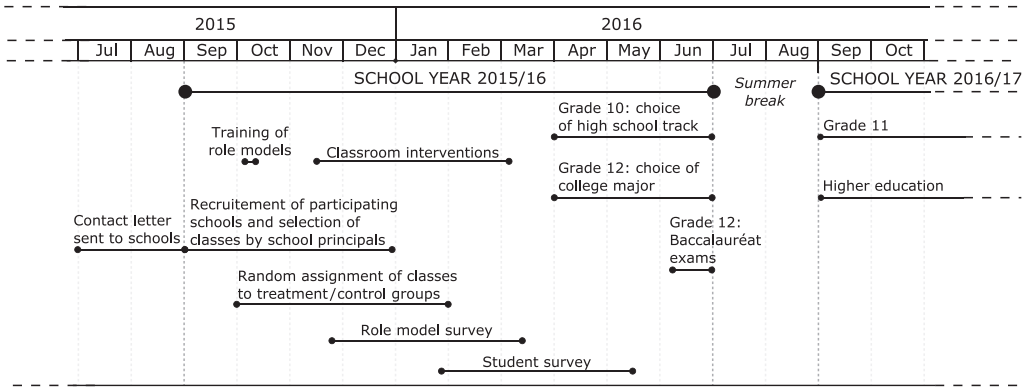 2015 2016
Jul Aug Sep Oct Nov Dec Jan Feb Mar Apr May Jun Jul Aug Sep Oct
SCHOOL YEAR 2015/16
Summer
break
SCHOOL YEAR 2016/17
Training of
role models
Classroom interventions
Grade 10: choice
of high school track
Grade 11
Grade 12: choice of
college major
Higher education
Contact letter
sent to schools
Recruitement of participating
schools and selection of
classes by school principals
Grade 12:
Baccalauréat
exams
Random assignment of classes
to treatment/control groups
Role model survey
Student survey